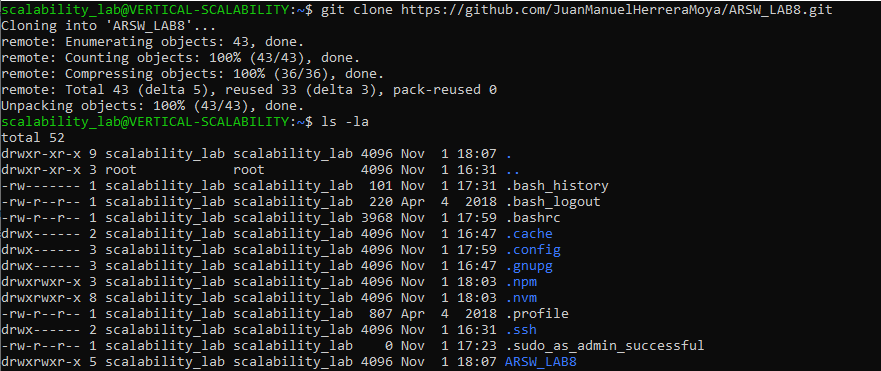 scalability_lab@VERTICAL-SCALABILITY:~$ git clone https://github.com/JuanManuelHerreraMoya/ARSW_LAB8.git
Cloning into 'ARSW_LAB8'...
remote: Enumerating objects: 43, done.
remote: Counting objects: 100% (43/43), done.
remote: Compressing objects: 100% (36/36), done.
remote: Total 43 (delta 5), reused 33 (delta 3), pack-reused 0
Unpacking objects: 100% (43/43), done.
scalability_lab@VERTICAL-SCALABILITY:~$ ls -la
total 52
drwxr-xr-x 9 scalability_lab scalability_lab 4096 Nov  1 18:07 .
drwxr-xr-x 3 root            root            4096 Nov  1 16:31 ..
-rw------- 1 scalability_lab scalability_lab  101 Nov  1 17:31 .bash_history
-rw-r--r-- 1 scalability_lab scalability_lab  220 Apr  4  2018 .bash_logout
-rw-r--r-- 1 scalability_lab scalability_lab 3968 Nov  1 17:59 .bashrc
drwx------ 2 scalability_lab scalability_lab 4096 Nov  1 16:47 .cache
drwx------ 3 scalability_lab scalability_lab 4096 Nov  1 17:59 .config
drwx------ 3 scalability_lab scalability_lab 4096 Nov  1 16:47 .gnupg
drwxrwxr-x 3 scalability_lab scalability_lab 4096 Nov  1 18:03 .npm
drwxrwxr-x 8 scalability_lab scalability_lab 4096 Nov  1 18:03 .nvm
-rw-r--r-- 1 scalability_lab scalability_lab  807 Apr  4  2018 .profile
drwx------ 2 scalability_lab scalability_lab 4096 Nov  1 16:31 .ssh
-rw-r--r-- 1 scalability_lab scalability_lab    0 Nov  1 17:23 .sudo_as_admin_successful
drwxrwxr-x 5 scalability_lab scalability_lab 4096 Nov  1 18:07 ARSW_LAB8